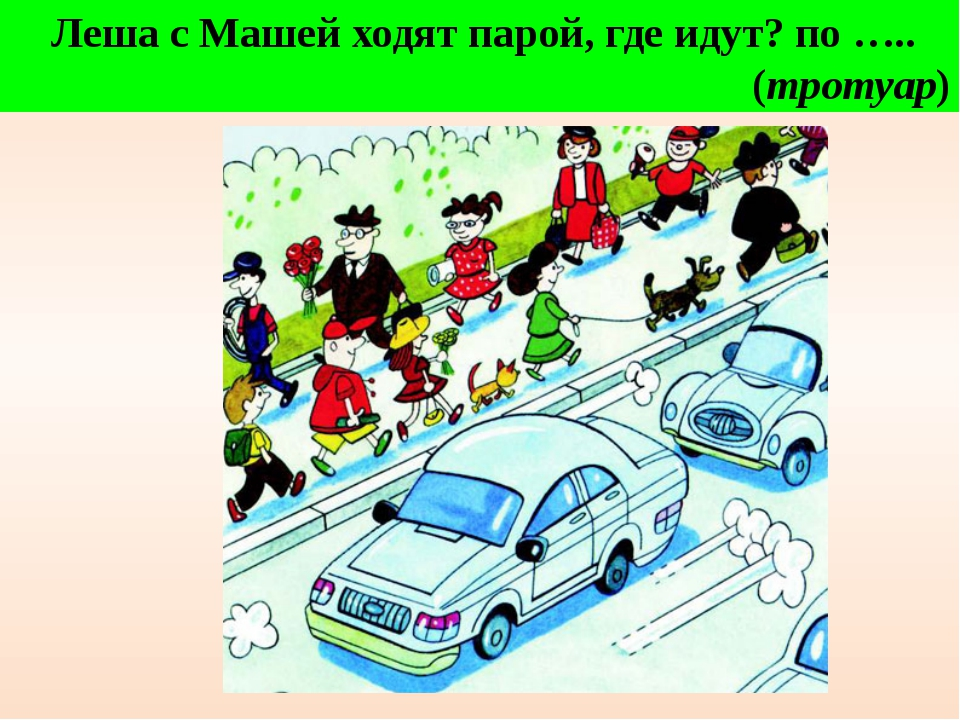 Леша с Машей ходят парой, где идут? по …..
(тротуар)